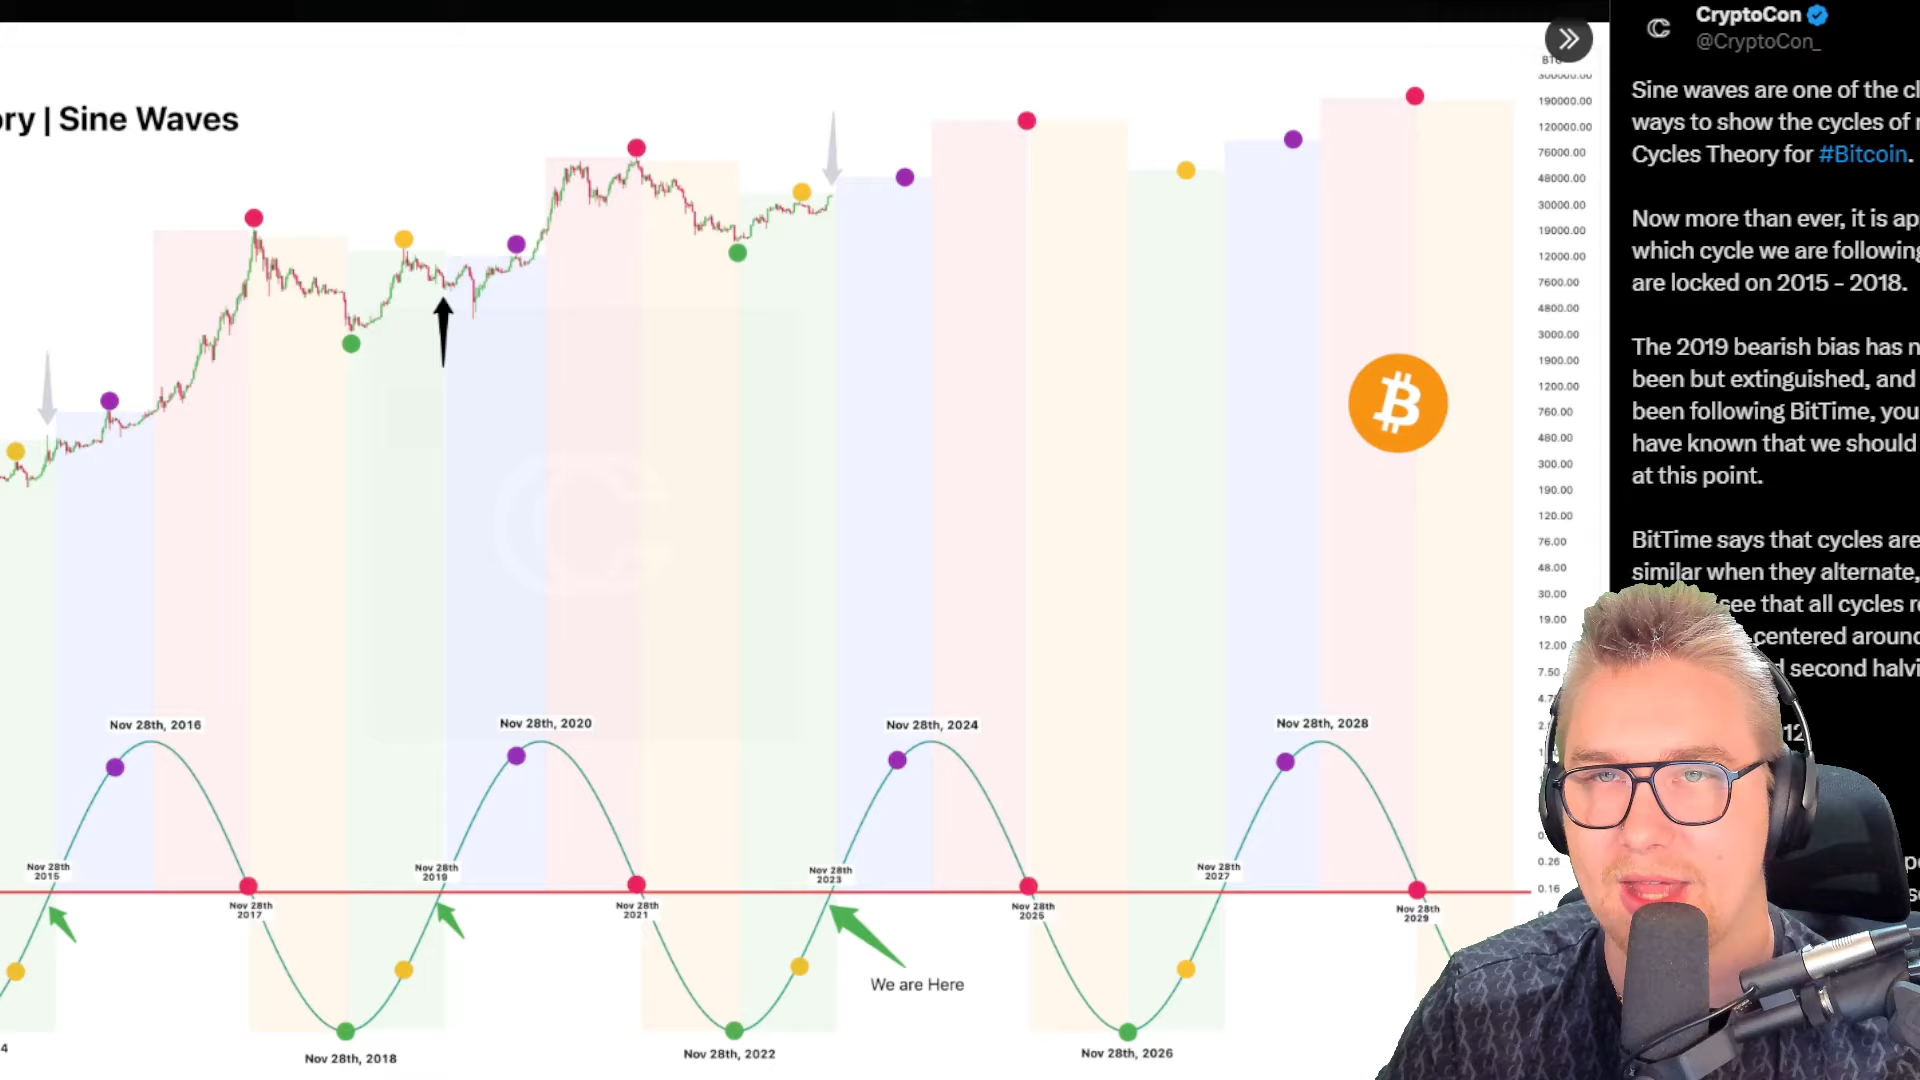 ory | Sine Waves
BTC
300000.00
190000.00
120000.00
76000.00
48000.00
30000.00
19000.00
12000.00
7600.00
4800.00
3000.00
1900.00
1200.00
760.00
480.00
300.00
190.00
120.00
76.00
48.00
30.00
19.00
12.00
7.50
0.26
0.16
Nov 28th, 2016
Nov 28th, 2020
Nov 28th, 2024
Nov 28th, 2028
Nov 28th
2015
Nov 28th
2019
Nov 28th
2023
Nov 28th
2027
Nov 28th
2017
Nov 28th
2021
Nov 28th
2025
Nov 28th
2029
We are Here
4
Nov 28th, 2018
Nov 28th, 2022
Nov 28th, 2026
CryptoCon
@CryptoCon_
Sine waves are one of the cl
ways to show the cycles of
Cycles Theory for #Bitcoin.
Now more than ever, it is ap
which cycle we are following
are locked on 2015 - 2018.
The 2019 bearish bias has n
been but extinguished, and
been following BitTime, you
have known that we should
at this point.
BitTime says that cycles are
similar when they alternate,
see that all cycles re
centered around
second halvi
12